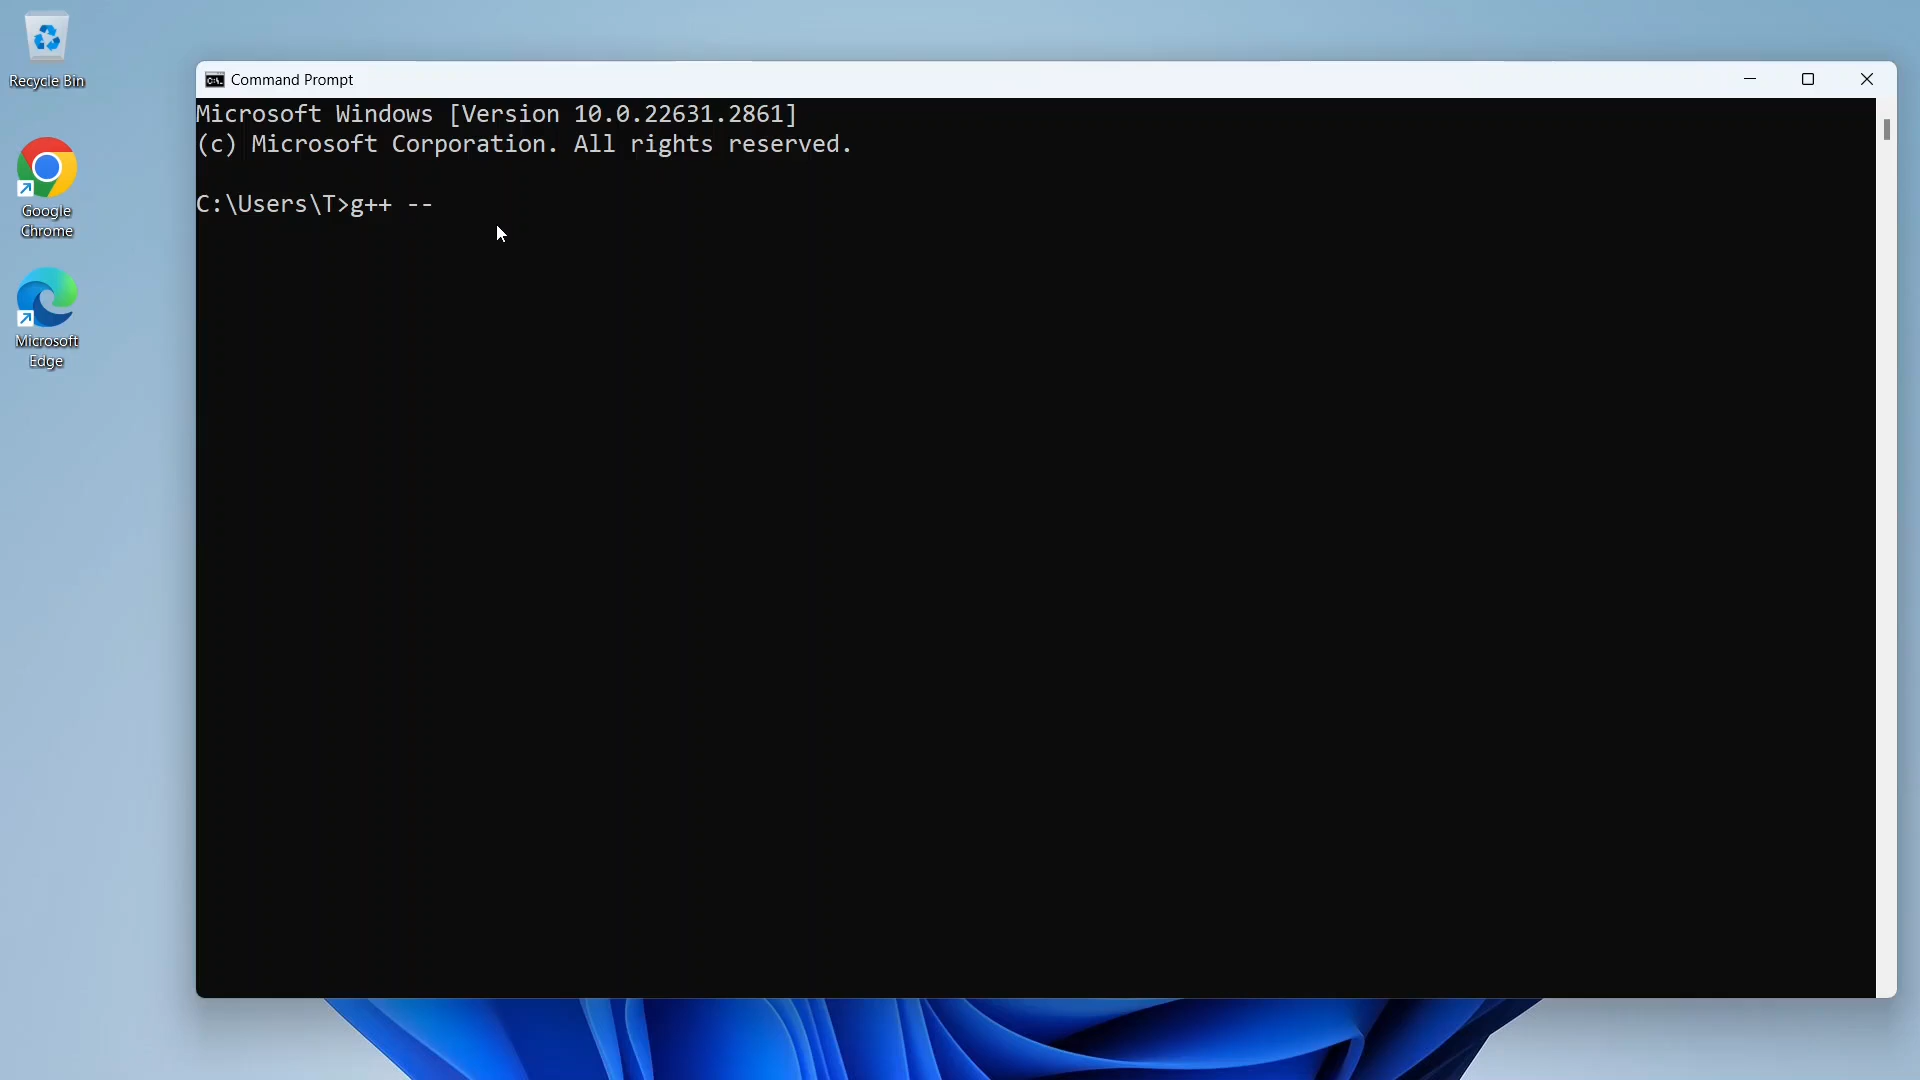 Recycle Bin
Google
Chrome
Microsoft
Edge
Command Prompt
Microsoft Windows [Version 10.0.22631.2861]
(c) Microsoft Corporation. All rights reserved.
C:\Users\T>g++ --